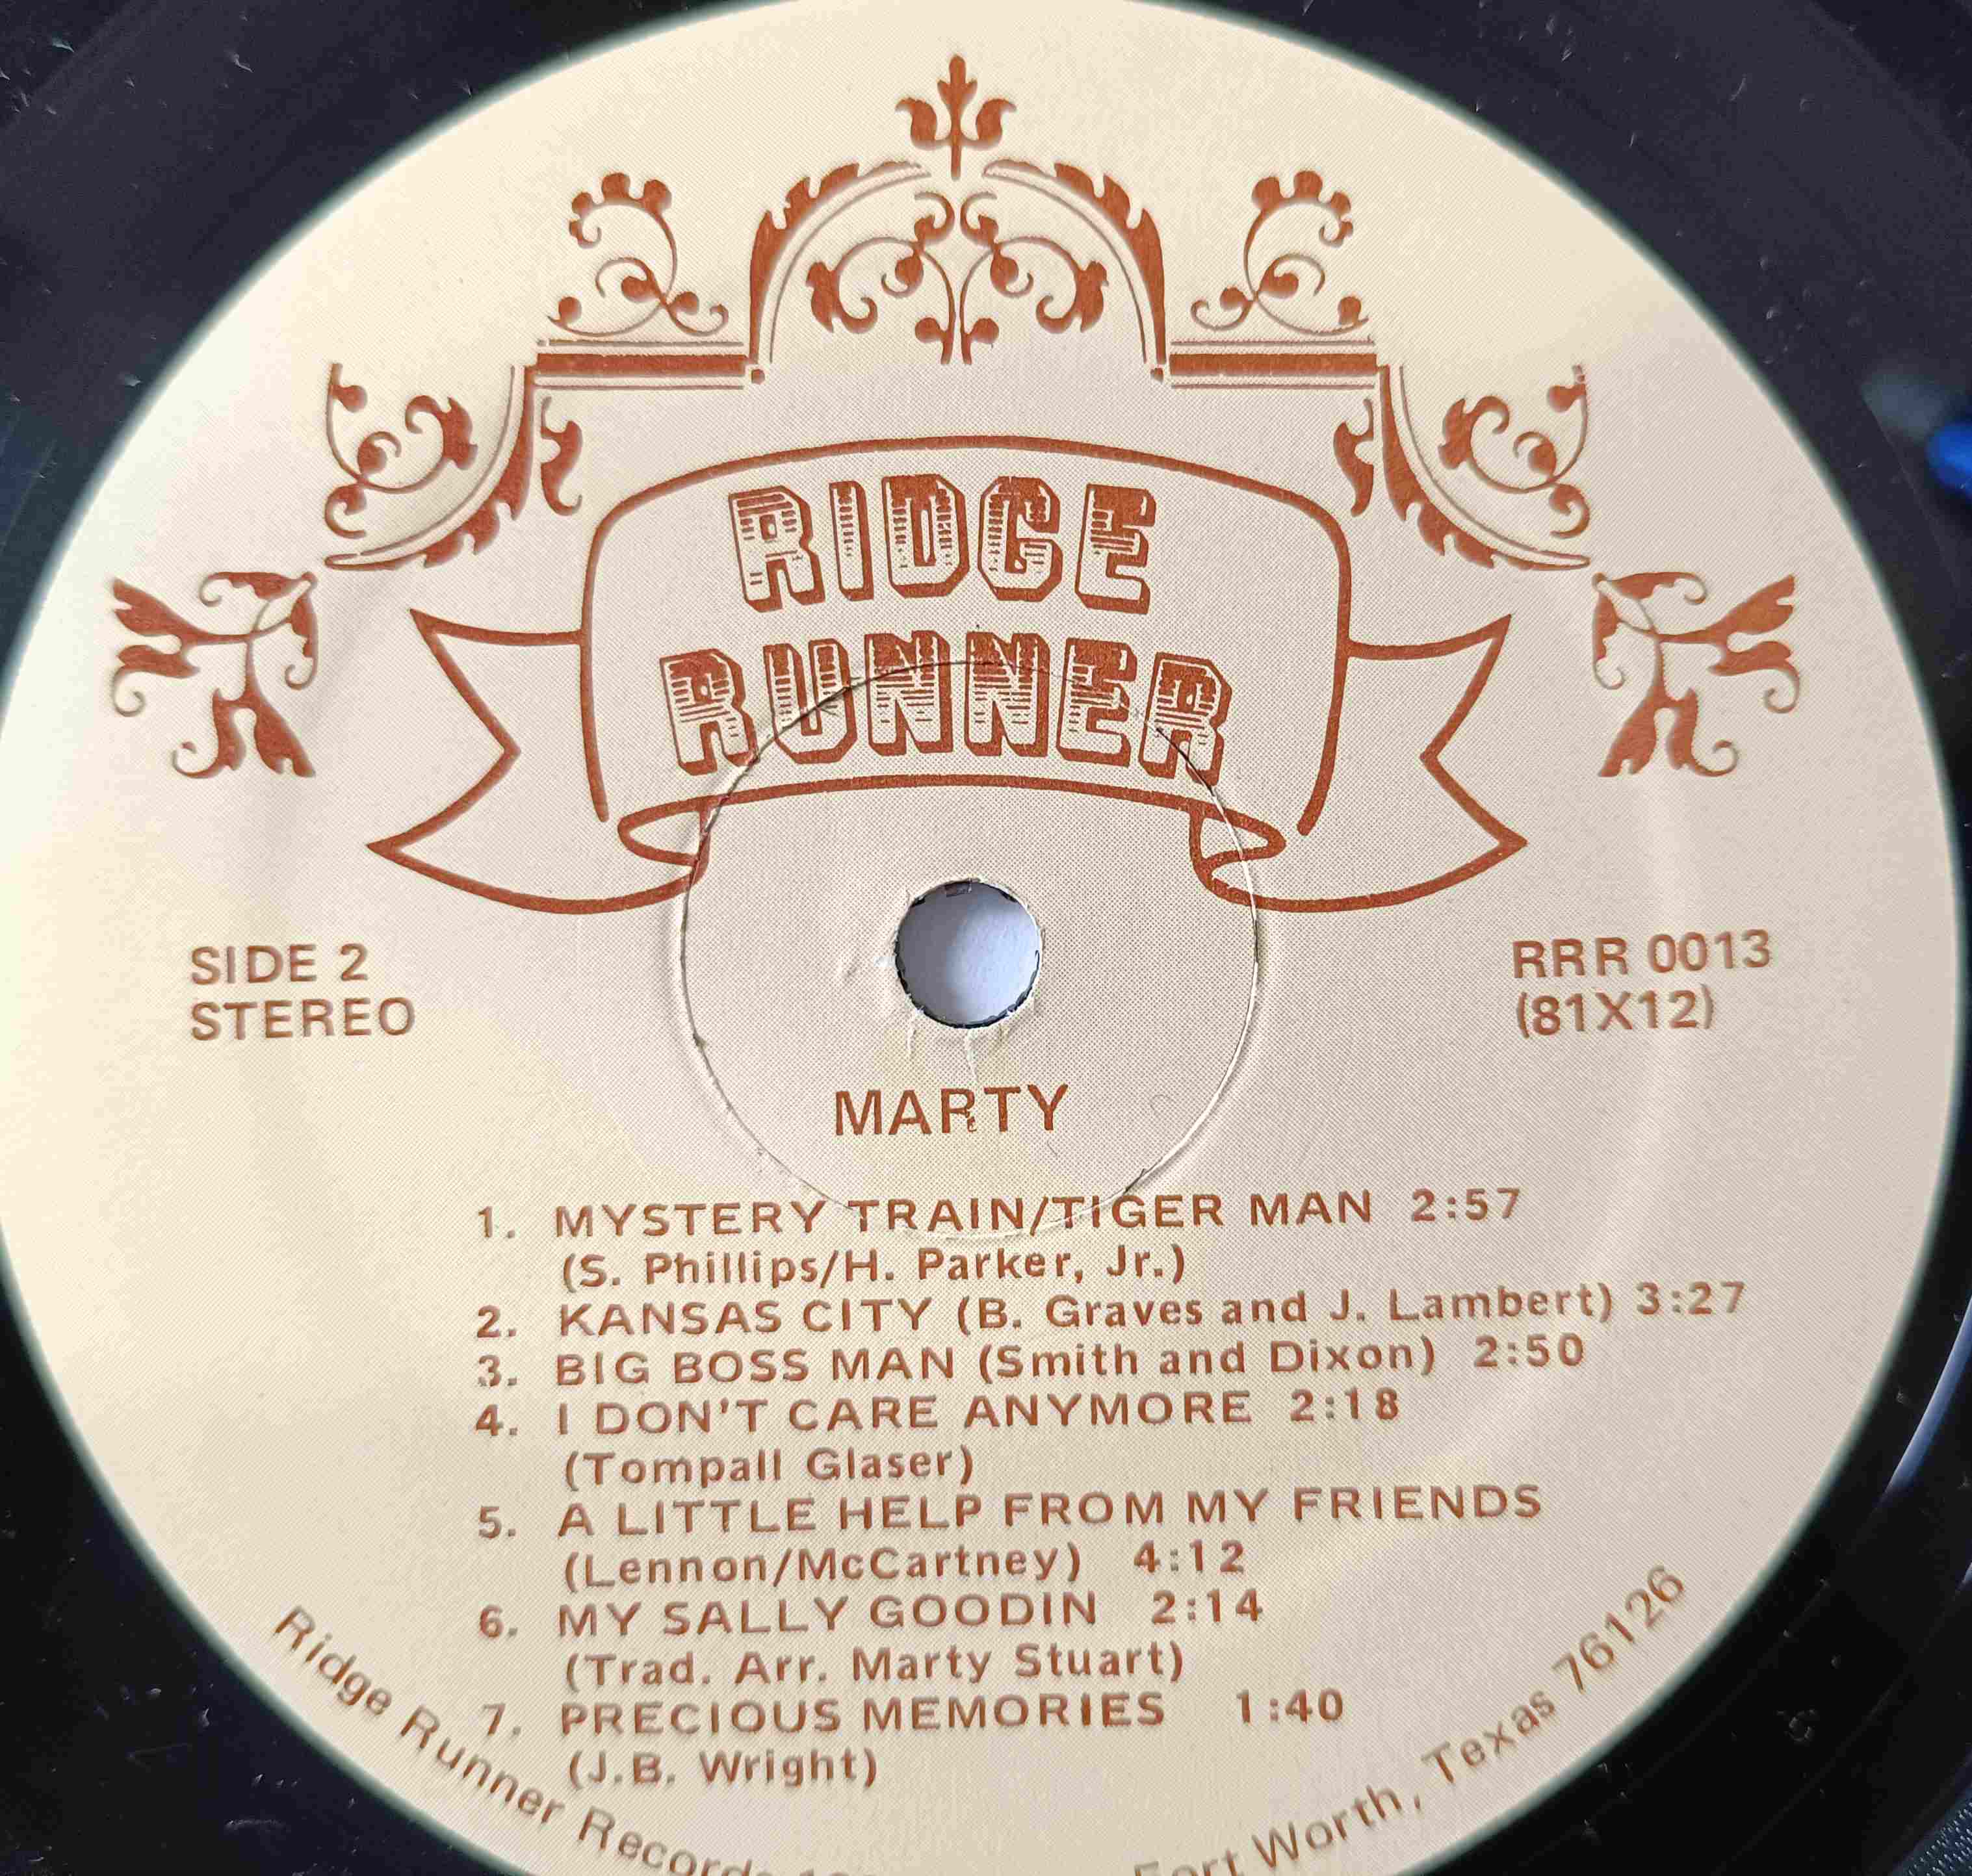 RIDGE
RUNNER
SIDE 2
STEREO
RRR 0013
(81X12)
MARTY
1. MYSTERY TRAIN/TIGER MAN 2:57
(S. Phillips/H. Parker, Jr.)
2. KANSAS CITY (B. Graves and J. Lambert) 3:27
3. BIG BOSS MAN (Smith and Dixon) 2:50
4. I DON'T CARE ANYMORE 2:18
(Tompall Glaser)
5. A LITTLE HELP FROM MY FRIENDS
(Lennon/McCartney) 4:12
6. MY SALLY GOODIN 2:14
(Trad. Arr. Marty Stuart)
7. PRECIOUS MEMORIES 1:40
(J.B. Wright)
Ridge Runner Records
Fort Worth, Texas 76126